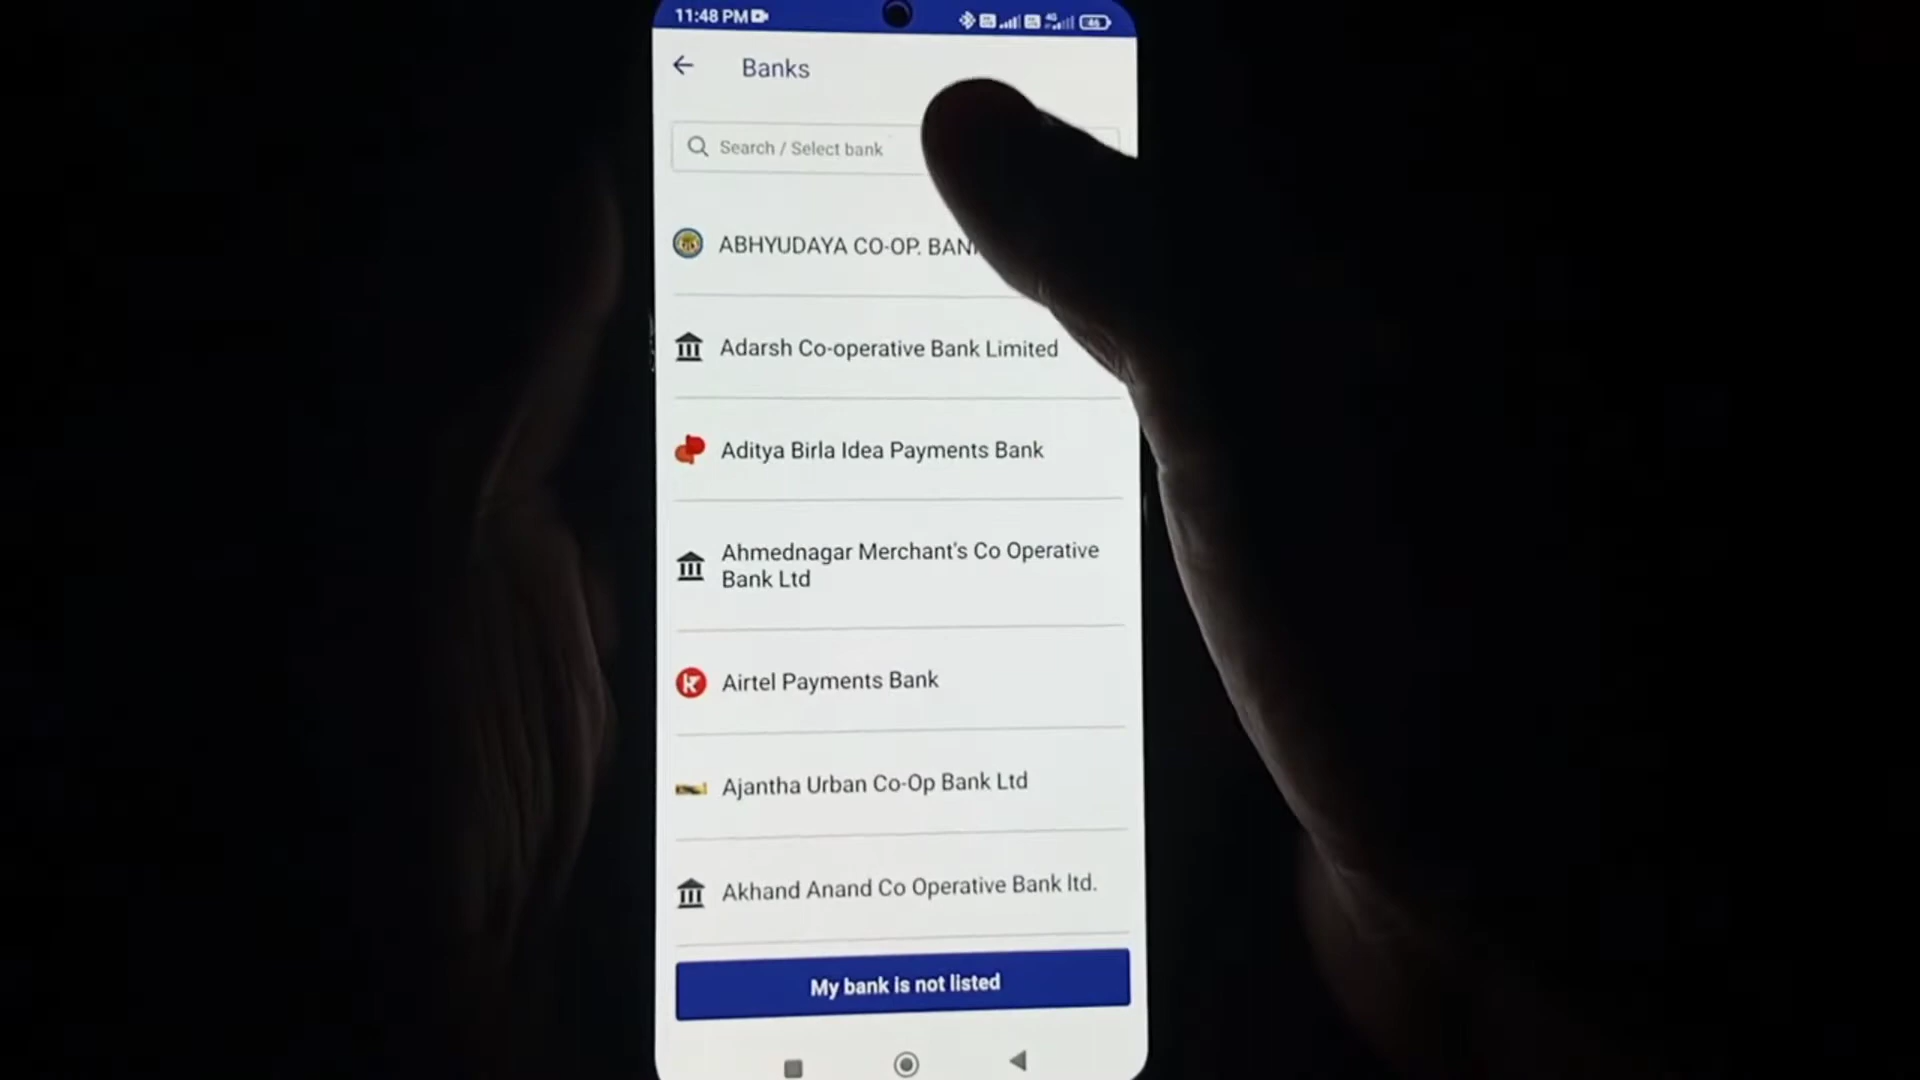 11:48 PM
Banks
Search / Select bank
ABHYUDAYA CO-OP.
Adarsh Co-operative Bank Limited
Aditya Birla Idea Payments Bank
Ahmednagar Merchant's Co Operative
Bank Ltd
Airtel Payments Bank
Ajantha Urban Co-Op Bank Ltd
Akhand Anand Co Operative Bank ltd.
My bank is not listed